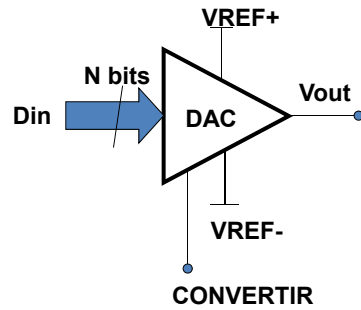 VREF+
N bits
Din
DAC
Vout
VREF-
CONVERTIR